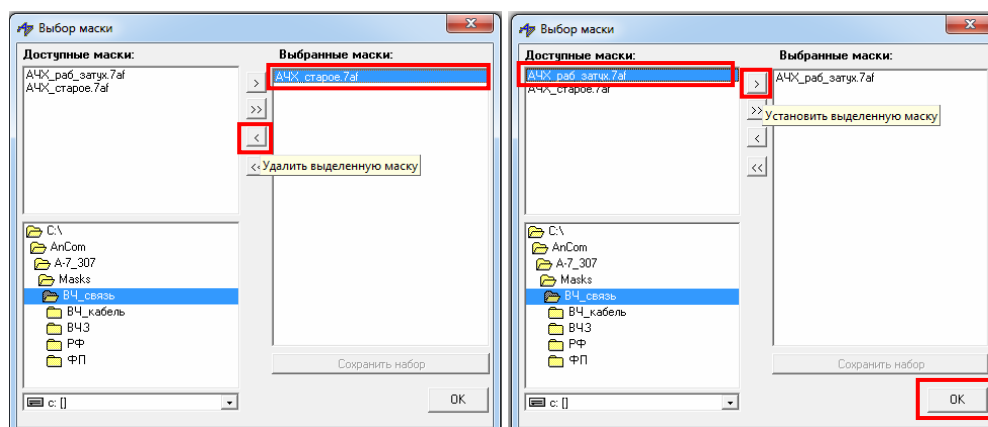 Выбор маски
Доступные маски:
Выбранные маски:
АЧХ_раб_затух.7af
АЧХ_старое.7af
АЧХ_старое.7af
>
>>
<
<<
Удалить выделенную маску
C:\
AnCom
A-7_307
Masks
ВЧ_связь
ВЧ_кабель
ВЧЗ
РФ
ФП
Сохранить набор
c: []
OK
Выбор маски
Доступные маски:
Выбранные маски:
АЧХ_раб_затух.7af
АЧХ_старое.7af
АЧХ_раб_затух.7af
>
>>
Установить выделенную маску
<
<<
C:\
AnCom
A-7_307
Masks
ВЧ_связь
ВЧ_кабель
ВЧЗ
РФ
ФП
Сохранить набор
c: []
OK